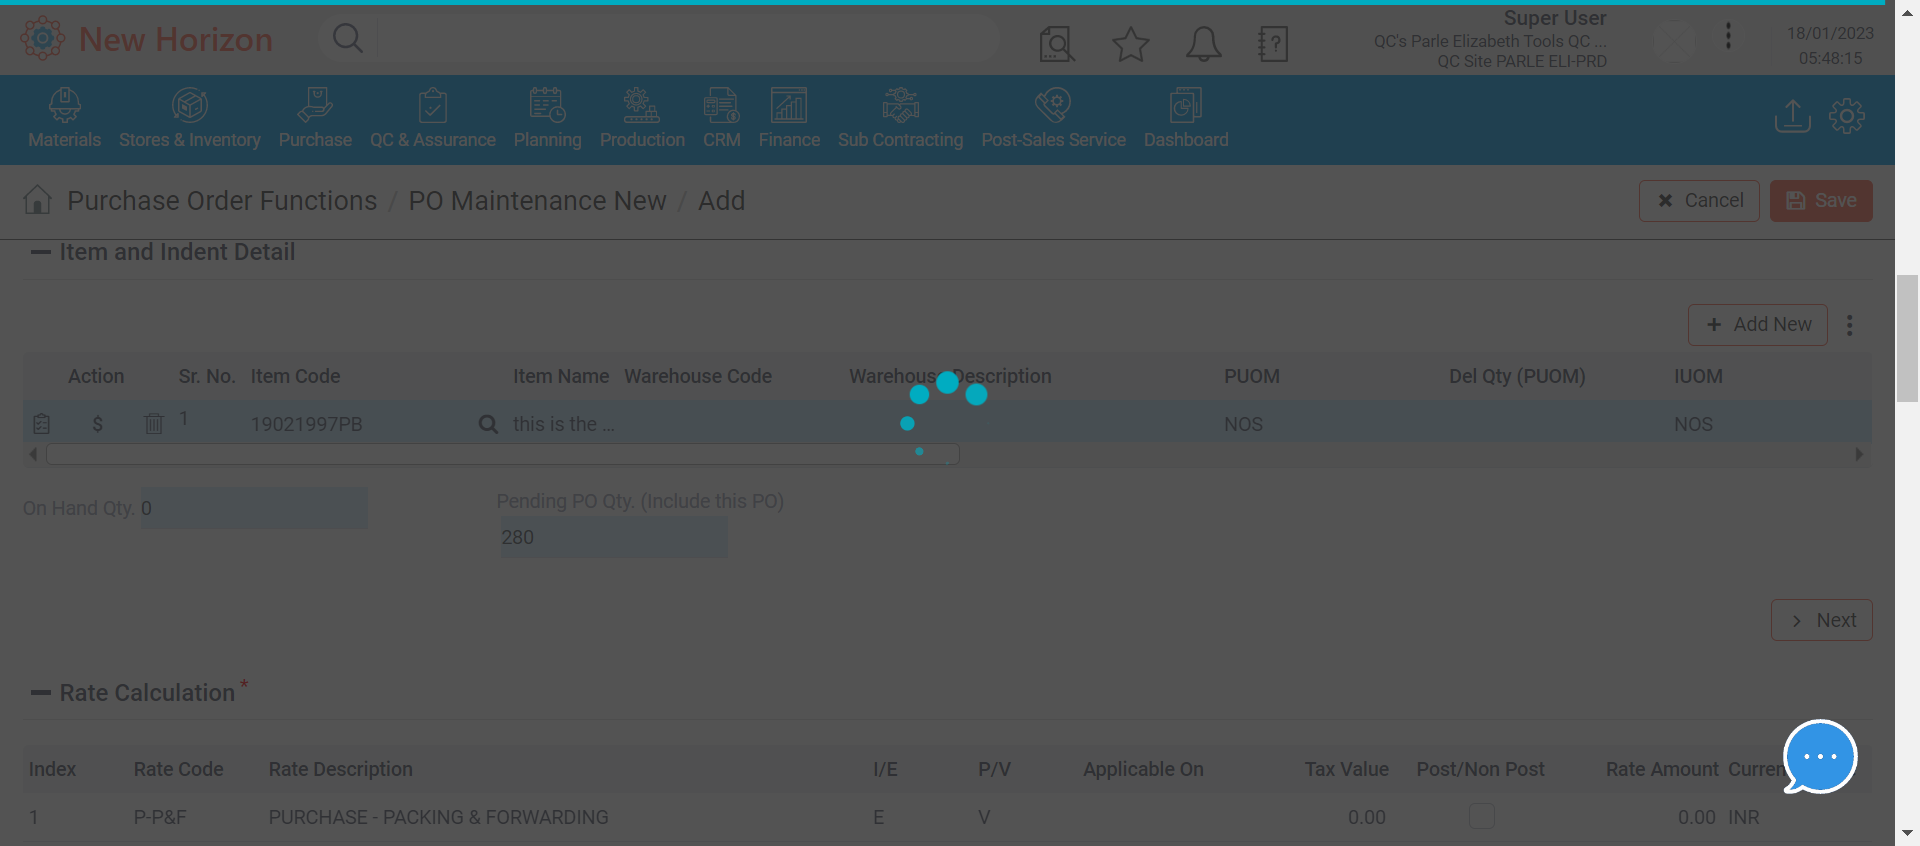 New Horizon
Super User
QC's Parle Elizabeth Tools QC ...
QC Site PARLE ELI-PRD
18/01/2023
05:48:15
Materials Stores & Inventory Purchase QC & Assurance Planning Production CRM Finance Sub Contracting Post-Sales Service Dashboard
Purchase Order Functions / PO Maintenance New / Add
Cancel Save
Item and Indent Detail
+ Add New
Action Sr. No. Item Code Item Name Warehouse Code Warehouse Description PUOM Del Qty (PUOM) IUOM
$ 1 19021997PB this is the ... NOS NOS
On Hand Qty. 0
Pending PO Qty. (Include this PO)
280
> Next
Rate Calculation *
Index Rate Code Rate Description I/E P/V Applicable On Tax Value Post/Non Post Rate Amount Curren
1 P-P&F PURCHASE - PACKING & FORWARDING E V 0.00 0.00 INR